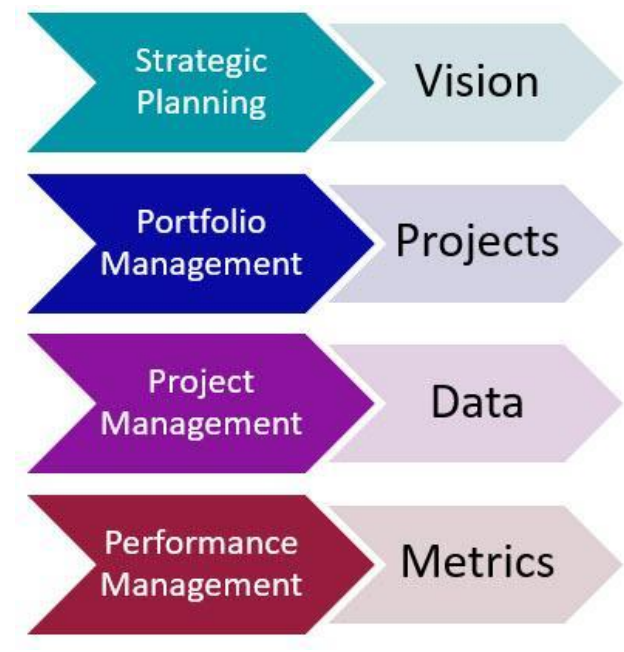 Strategic
Planning
Vision
Portfolio
Management
Projects
Project
Management
Data
Performance
Management
Metrics